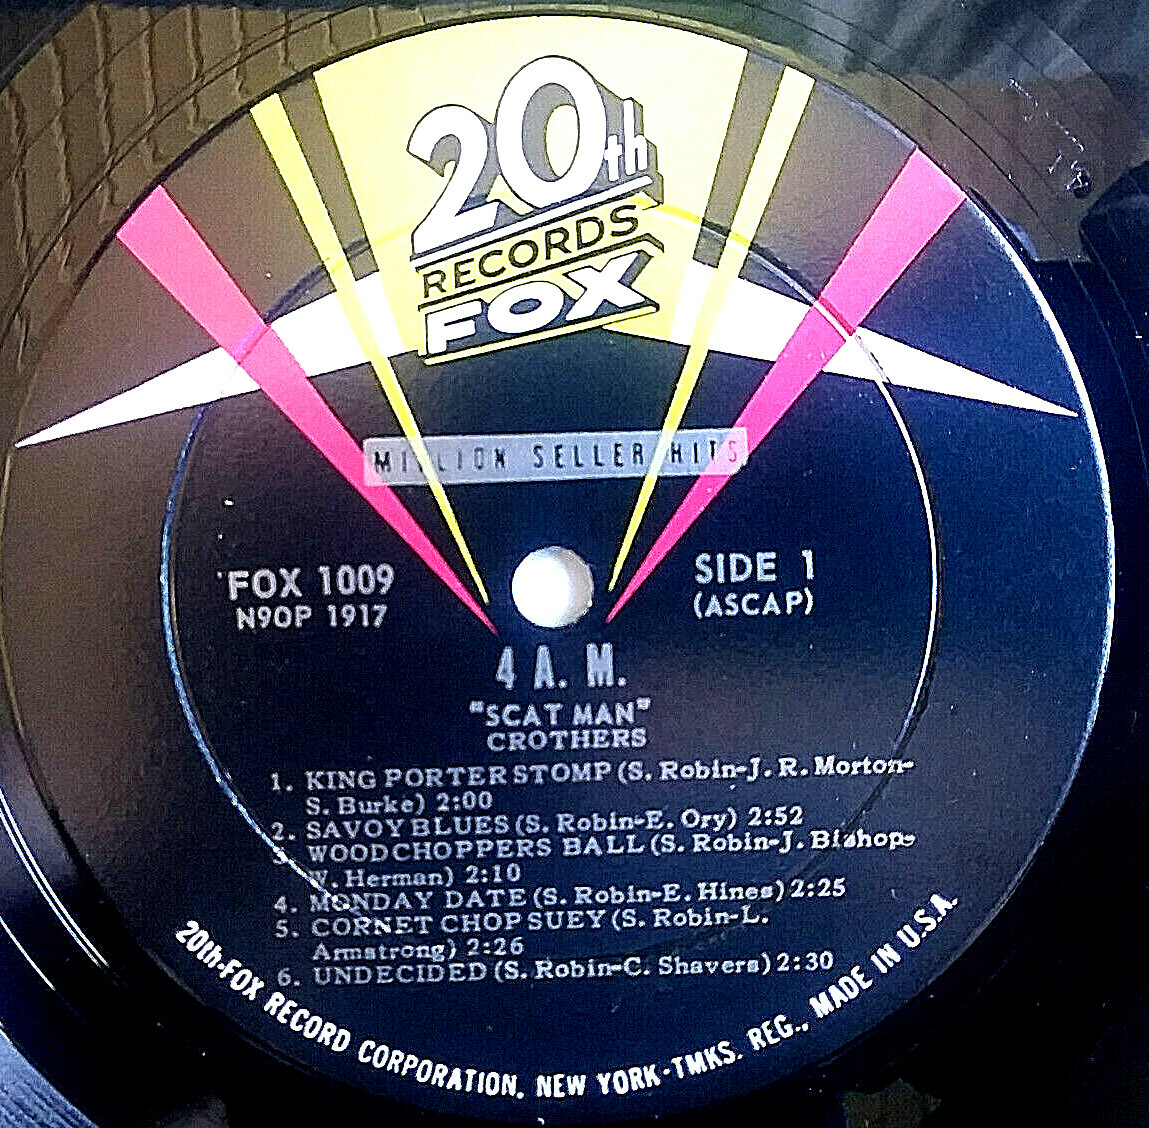 20th
RECORDS
FOX
MILLION SELLER HITS
FOX 1009
N9OP 1917
SIDE 1
(ASCAP)
4 A. M.
"SCAT MAN"
CROTHERS
1. KING PORTER STOMP (S. Robin-J. R. Morton-
S. Burke) 2:00
2. SAVOY BLUES (S. Robin-E. Ory) 2:52
3. WOODCHOPPERS BALL (S. Robin-J. Bishop-
W. Herman) 2:10
4. MONDAY DATE (S. Robin-E. Hines) 2:25
5. CORNET CHOP SUEY (S. Robin-L.
Armstrong) 2:26
6. UNDECIDED (S. Robin-C. Shavers) 2:30
20th-FOX RECORD CORPORATION, NEW YORK-TMKS. REG., MADE IN U.S.A.